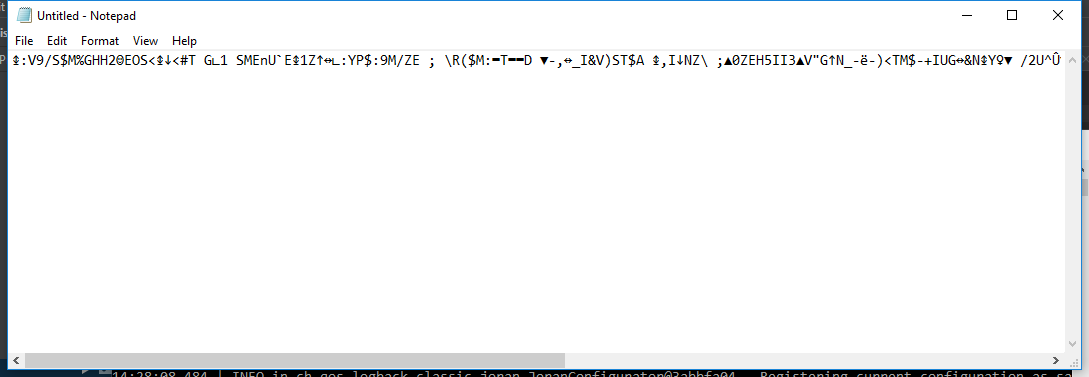 Untitled - Notepad
File Edit Format View Help
↨:V9/S$M%GHH2ΘEOS<↨↓<#T G∟1 SMEnU`E↨1Z↑↔∟:YP$:9M/ZE ; \R($M:━T━━D ▼-,↔_I&V)ST$A ↨,I↓NZ\ ;▲0ZEH5II3▲V"G↑N_-ë-)<TM$-+IUG↔&N↨Y♀▼ /2U^Û
14:28:08.484 | INFO in ch.qos.logback.classic.joran.JoranConfigurator@3abbfa04 - Registering current configuration as sa